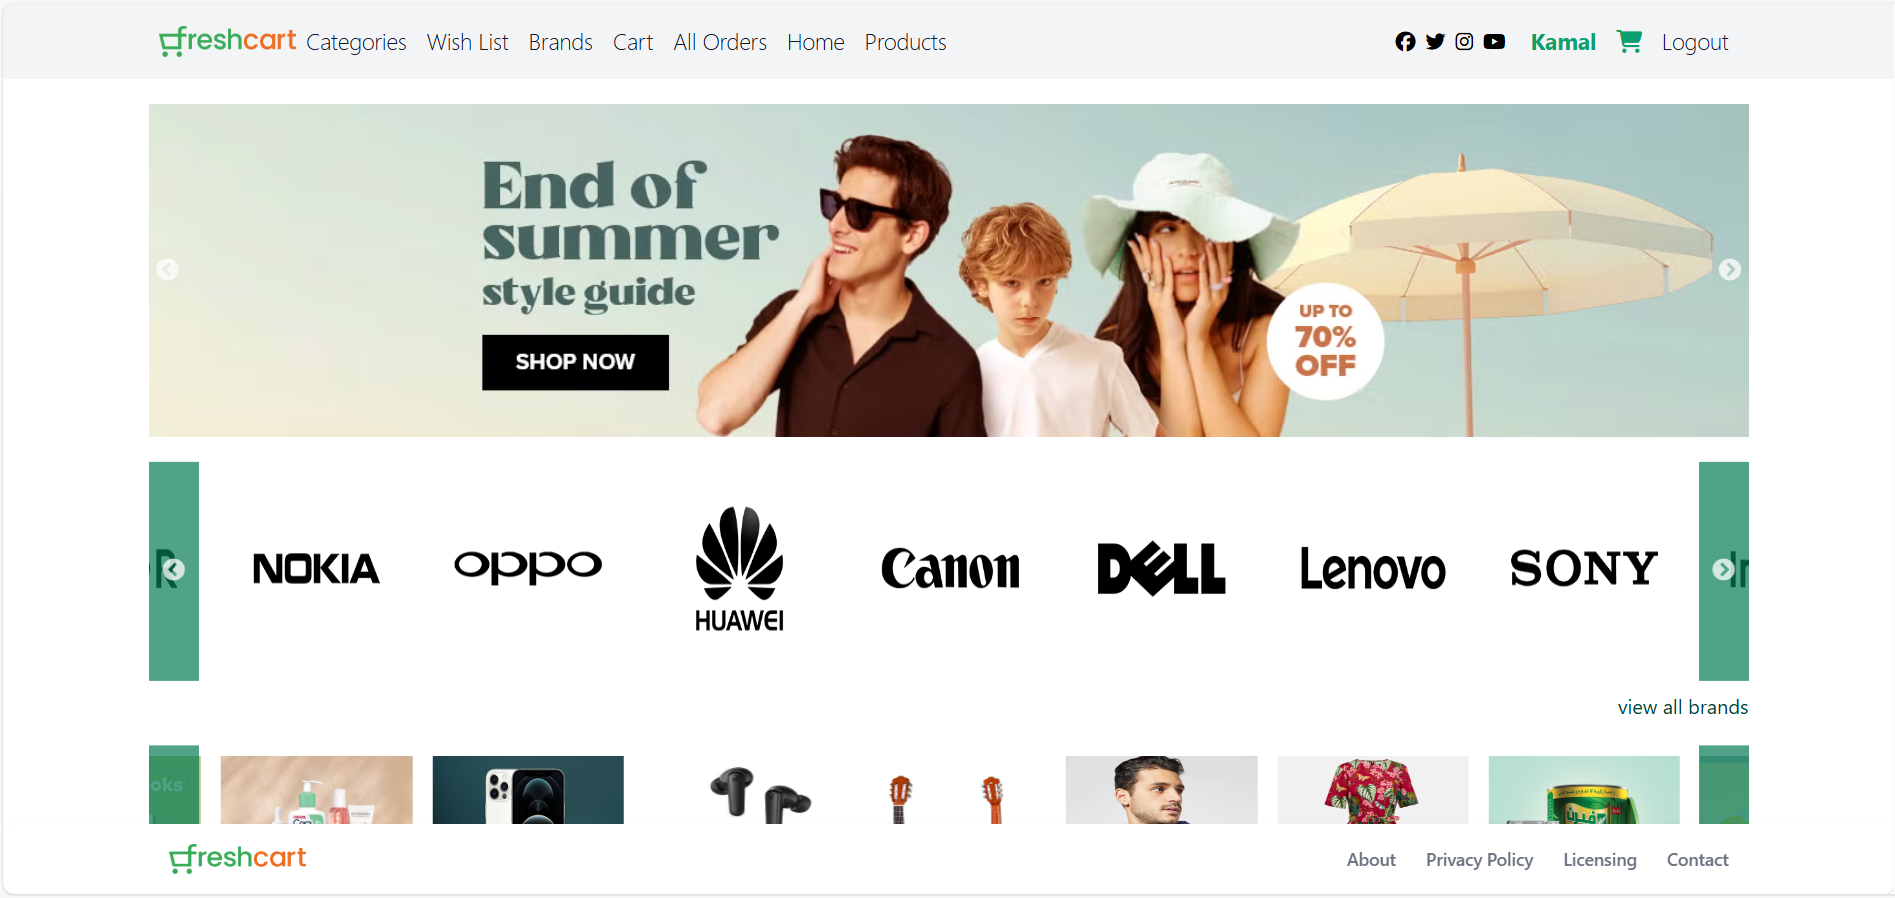 freshcart Categories Wish List Brands Cart All Orders Home Products Kamal Logout
End of
summer
style guide
SHOP NOW
UP TO
70%
OFF
R NOKIA oppo HUAWEI Canon DELL Lenovo SONY In
view all brands
oks
freshcart About Privacy Policy Licensing Contact